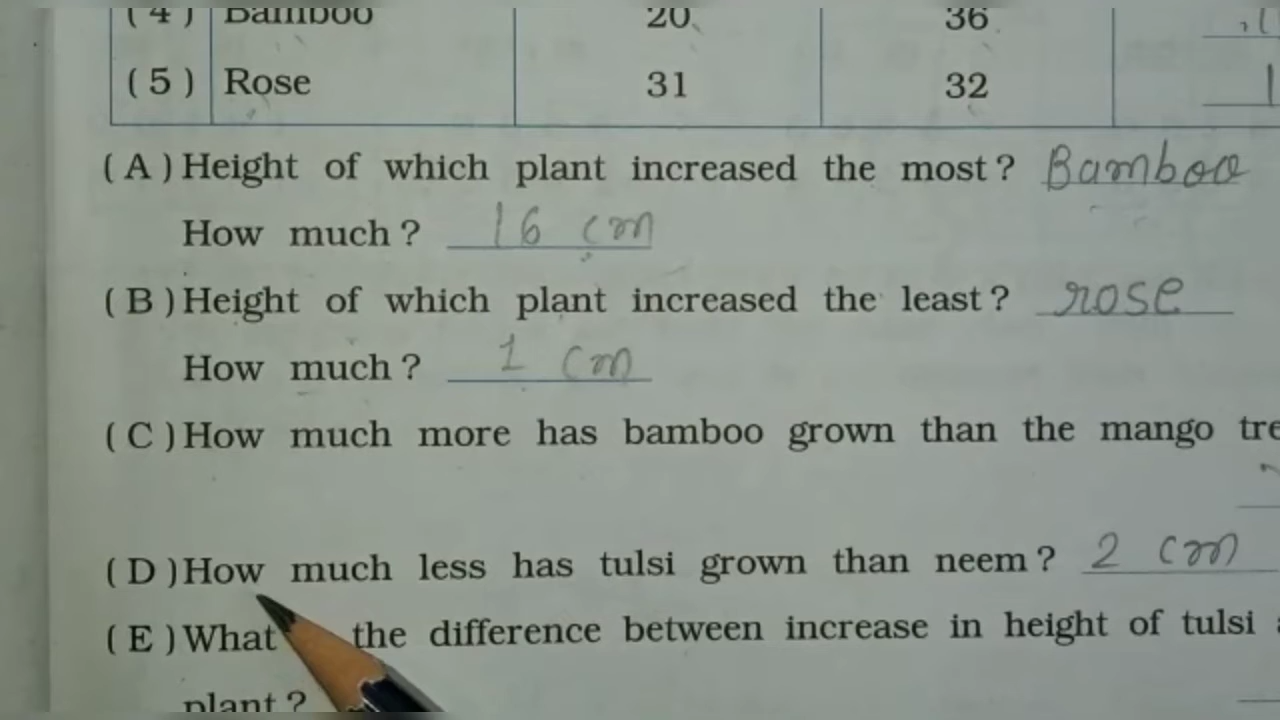 ( 4 ) Bamboo 20 36
( 5 ) Rose 31 32 1
( A ) Height of which plant increased the most ? Bamboo
How much ? 16 cm
( B ) Height of which plant increased the least ? rose
How much ? 1 cm
( C ) How much more has bamboo grown than the mango tre
( D ) How much less has tulsi grown than neem ? 2 cm
( E ) What the difference between increase in height of tulsi
plant ?